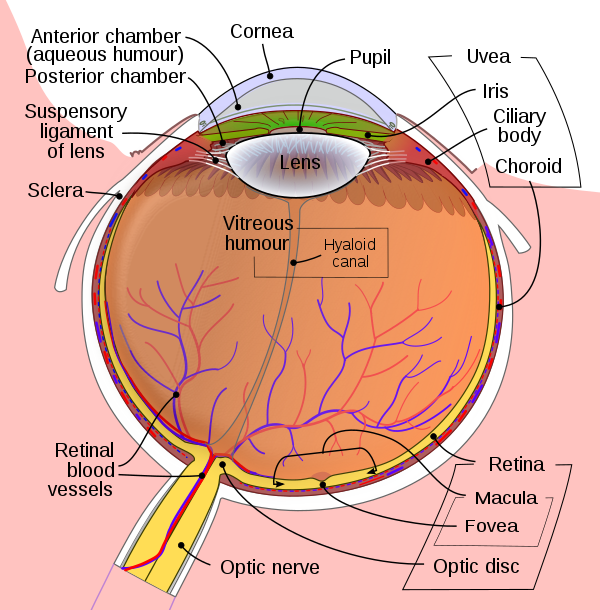 Anterior chamber
(aqueous humour)
Posterior chamber
Suspensory
ligament
of lens
Sclera
Cornea
Pupil
Uvea
Iris
Ciliary
body
Choroid
Lens
Vitreous
humour
Hyaloid
canal
Retinal
blood
vessels
Optic nerve
Retina
Macula
Fovea
Optic disc